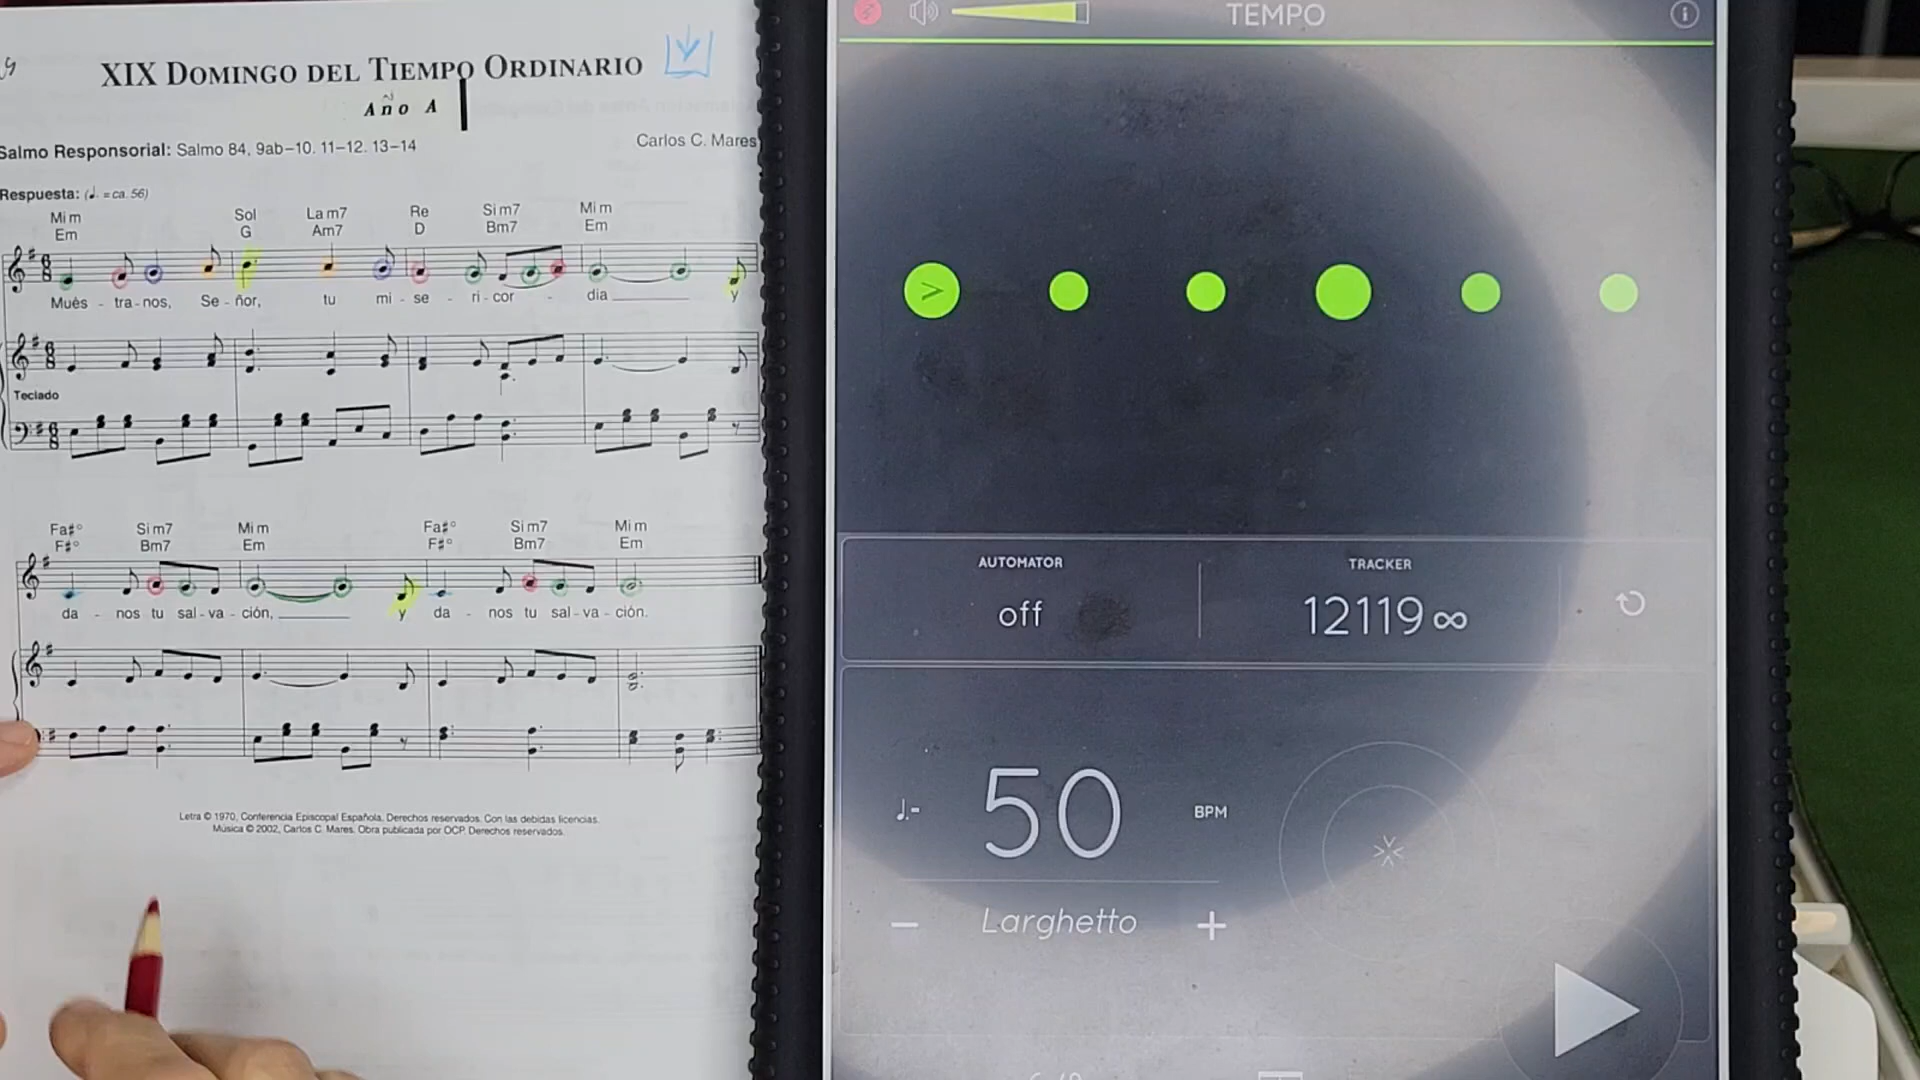 XIX DOMINGO DEL TIEMPO ORDINARIO
Año A
Salmo Responsorial: Salmo 84, 9ab–10. 11–12. 13–14
Carlos C. Mares
Respuesta: (♩. = ca. 56)
Mi m Sol La m7 Re Si m7 Mi m
Em G Am7 D Bm7 Em
Mués - tra - nos, Se - ñor, tu mi - se - ri - cor - dia y
Teclado
Fa♯° Si m7 Mi m Fa♯° Si m7 Mi m
F♯° Bm7 Em F♯° Bm7 Em
da - nos tu sal - va - ción, y da - nos tu sal - va - ción.
Letra © 1970, Conferencia Episcopal Española. Derechos reservados. Con las debidas licencias.
Música © 2002, Carlos C. Mares. Obra publicada por OCP. Derechos reservados.
TEMPO
AUTOMATOR
off
TRACKER
12119 ∞
♩.= 50 BPM
− Larghetto +